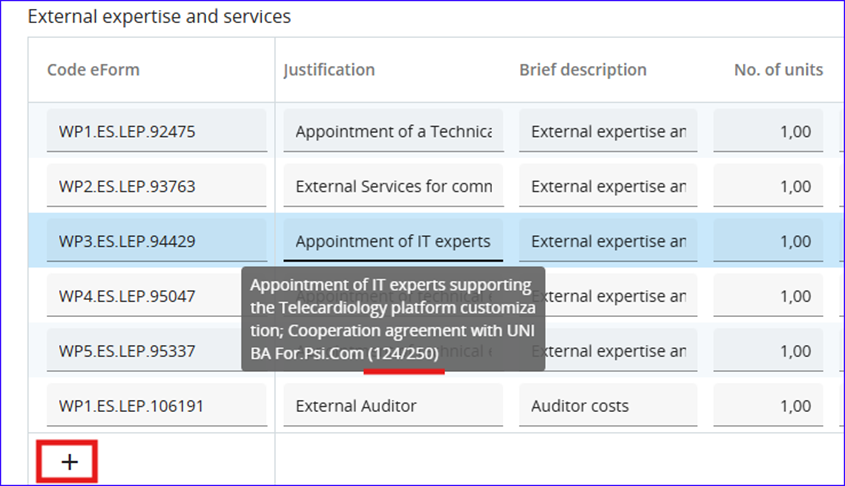 External expertise and services
Code eForm Justification Brief description No. of units
WP1.ES.LEP.92475 Appointment of a Technica External expertise an 1,00
WP2.ES.LEP.93763 External Services for comn External expertise an 1,00
WP3.ES.LEP.94429 Appointment of IT experts External expertise an 1,00
Appointment of IT experts supporting
the Telecardiology platform customiza
tion; Cooperation agreement with UNI
BA For.Psi.Com (124/250)
WP4.ES.LEP.95047 xternal expertise an 1,00
WP5.ES.LEP.95337 xternal expertise an 1,00
WP1.ES.LEP.106191 External Auditor Auditor costs 1,00
+